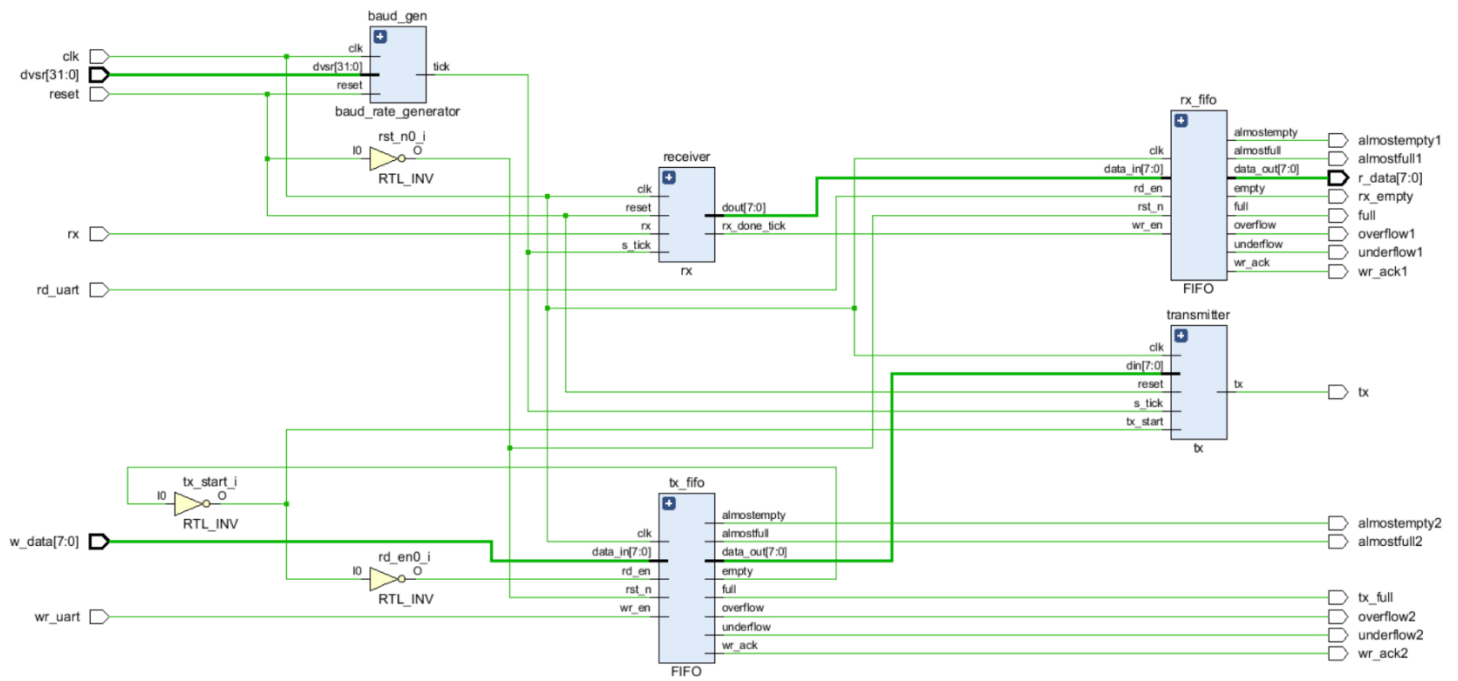 baud_gen
clk
dvsr[31:0]
reset
clk
dvsr[31:0]
reset
tick
baud_rate_generator
rst_n0_i
I0
O
RTL_INV
receiver
clk
reset
rx
s_tick
dout[7:0]
rx_done_tick
rx
rx
rd_uart
rx_fifo
clk
data_in[7:0]
rd_en
rst_n
wr_en
almostempty
almostfull
data_out[7:0]
empty
full
overflow
underflow
wr_ack
FIFO
almostempty1
almostfull1
r_data[7:0]
rx_empty
full
overflow1
underflow1
wr_ack1
transmitter
clk
din[7:0]
reset
s_tick
tx_start
tx
tx
tx
tx_start_i
I0
O
RTL_INV
w_data[7:0]
rd_en0_i
I0
O
RTL_INV
wr_uart
tx_fifo
clk
data_in[7:0]
rd_en
rst_n
wr_en
almostempty
almostfull
data_out[7:0]
empty
full
overflow
underflow
wr_ack
FIFO
almostempty2
almostfull2
tx_full
overflow2
underflow2
wr_ack2